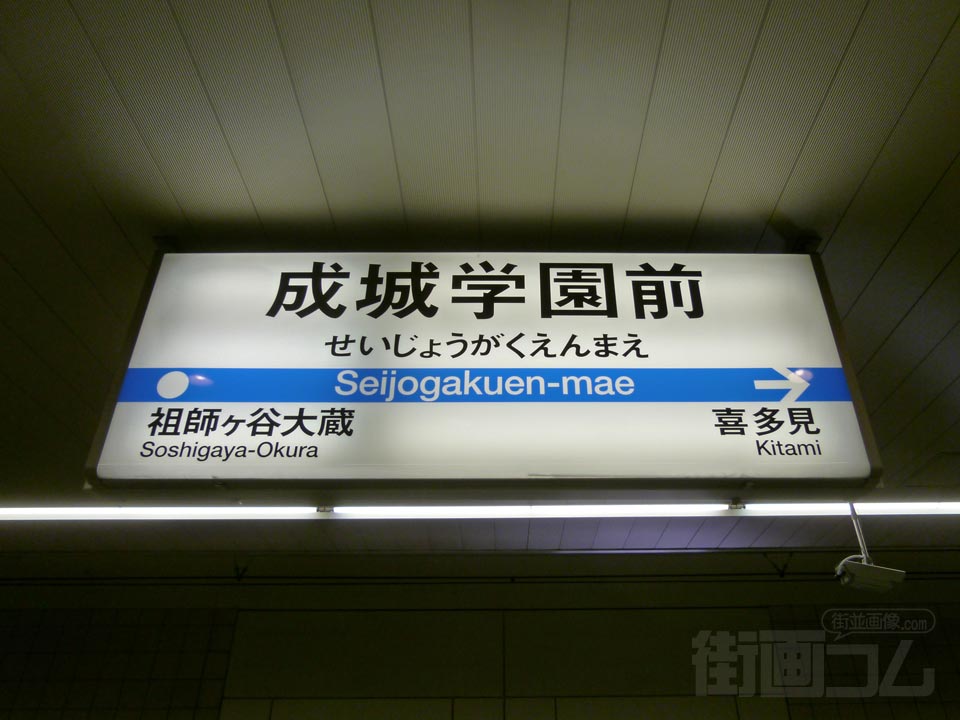 成城学園前
せいじょうがくえんまえ
Seijogakuen-mae
祖師ヶ谷大蔵
Soshigaya-Okura
喜多見
Kitami
街並画像.com
街画コム